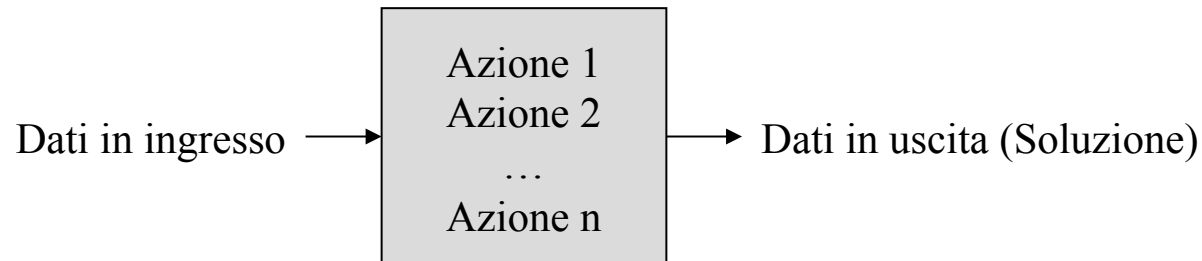 Azione 1
Azione 2
Dati in ingresso
Dati in uscita (Soluzione)
…
Azione n